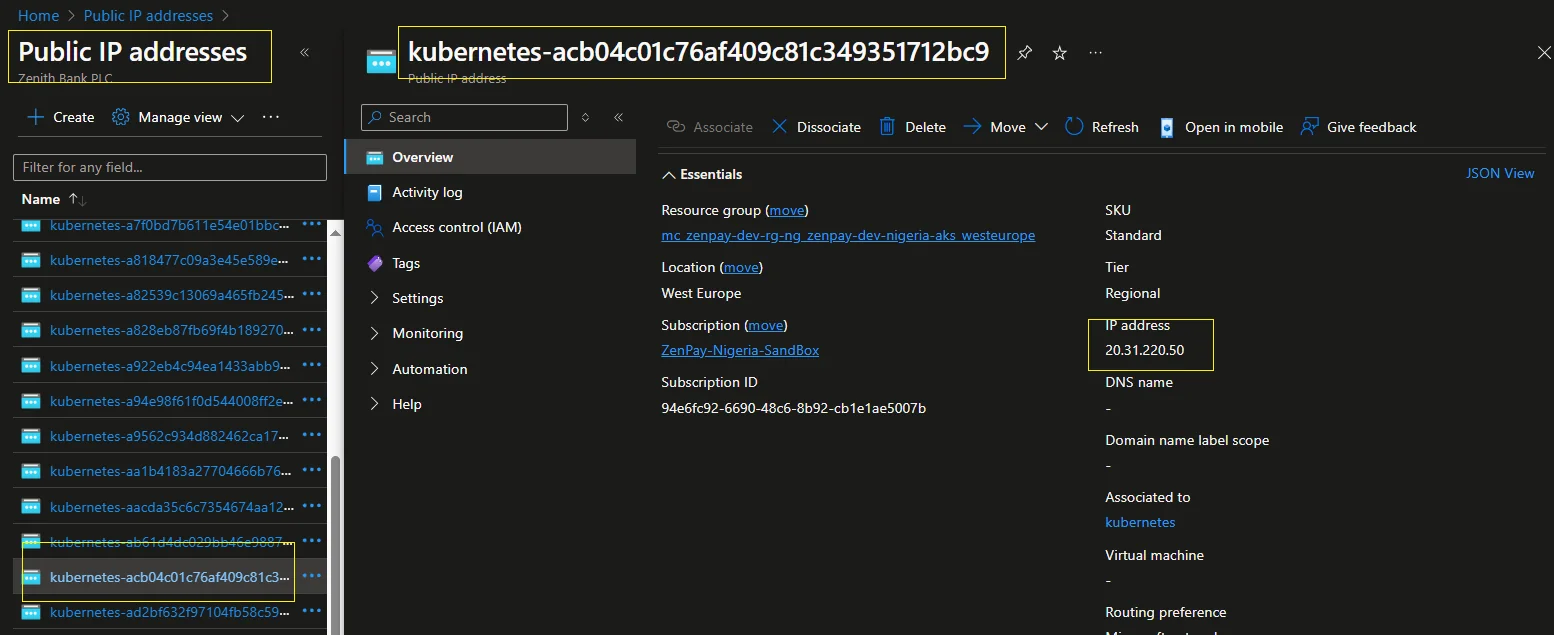 Home > Public IP addresses >
Public IP addresses
Zenith Bank PLC
Create Manage view
Filter for any field...
Name
kubernetes-a7f0bd7b611e54e01bbc...
kubernetes-a818477c09a3e45e589e...
kubernetes-a82539c13069a465fb245...
kubernetes-a828eb87fb69f4b189270...
kubernetes-a922eb4c94ea1433abb9...
kubernetes-a94e98f61f0d544008ff2e...
kubernetes-a9562c934d882462ca17...
kubernetes-aa1b4183a27704666b76...
kubernetes-aacda35c6c7354674aa12...
kubernetes-ab61d4dc029bb46e9887...
kubernetes-acb04c01c76af409c81c3...
kubernetes-ad2bf632f97104fb58c59...
kubernetes-acb04c01c76af409c81c349351712bc9
Public IP address
Search
Overview
Activity log
Access control (IAM)
Tags
Settings
Monitoring
Automation
Help
Associate Dissociate Delete Move Refresh Open in mobile Give feedback
Essentials
JSON View
Resource group (move)
mc_zenpay-dev-rg-ng_zenpay-dev-nigeria-aks_westeurope
Location (move)
West Europe
Subscription (move)
ZenPay-Nigeria-SandBox
Subscription ID
94e6fc92-6690-48c6-8b92-cb1e1ae5007b
SKU
Standard
Tier
Regional
IP address
20.31.220.50
DNS name
-
Domain name label scope
-
Associated to
kubernetes
Virtual machine
-
Routing preference